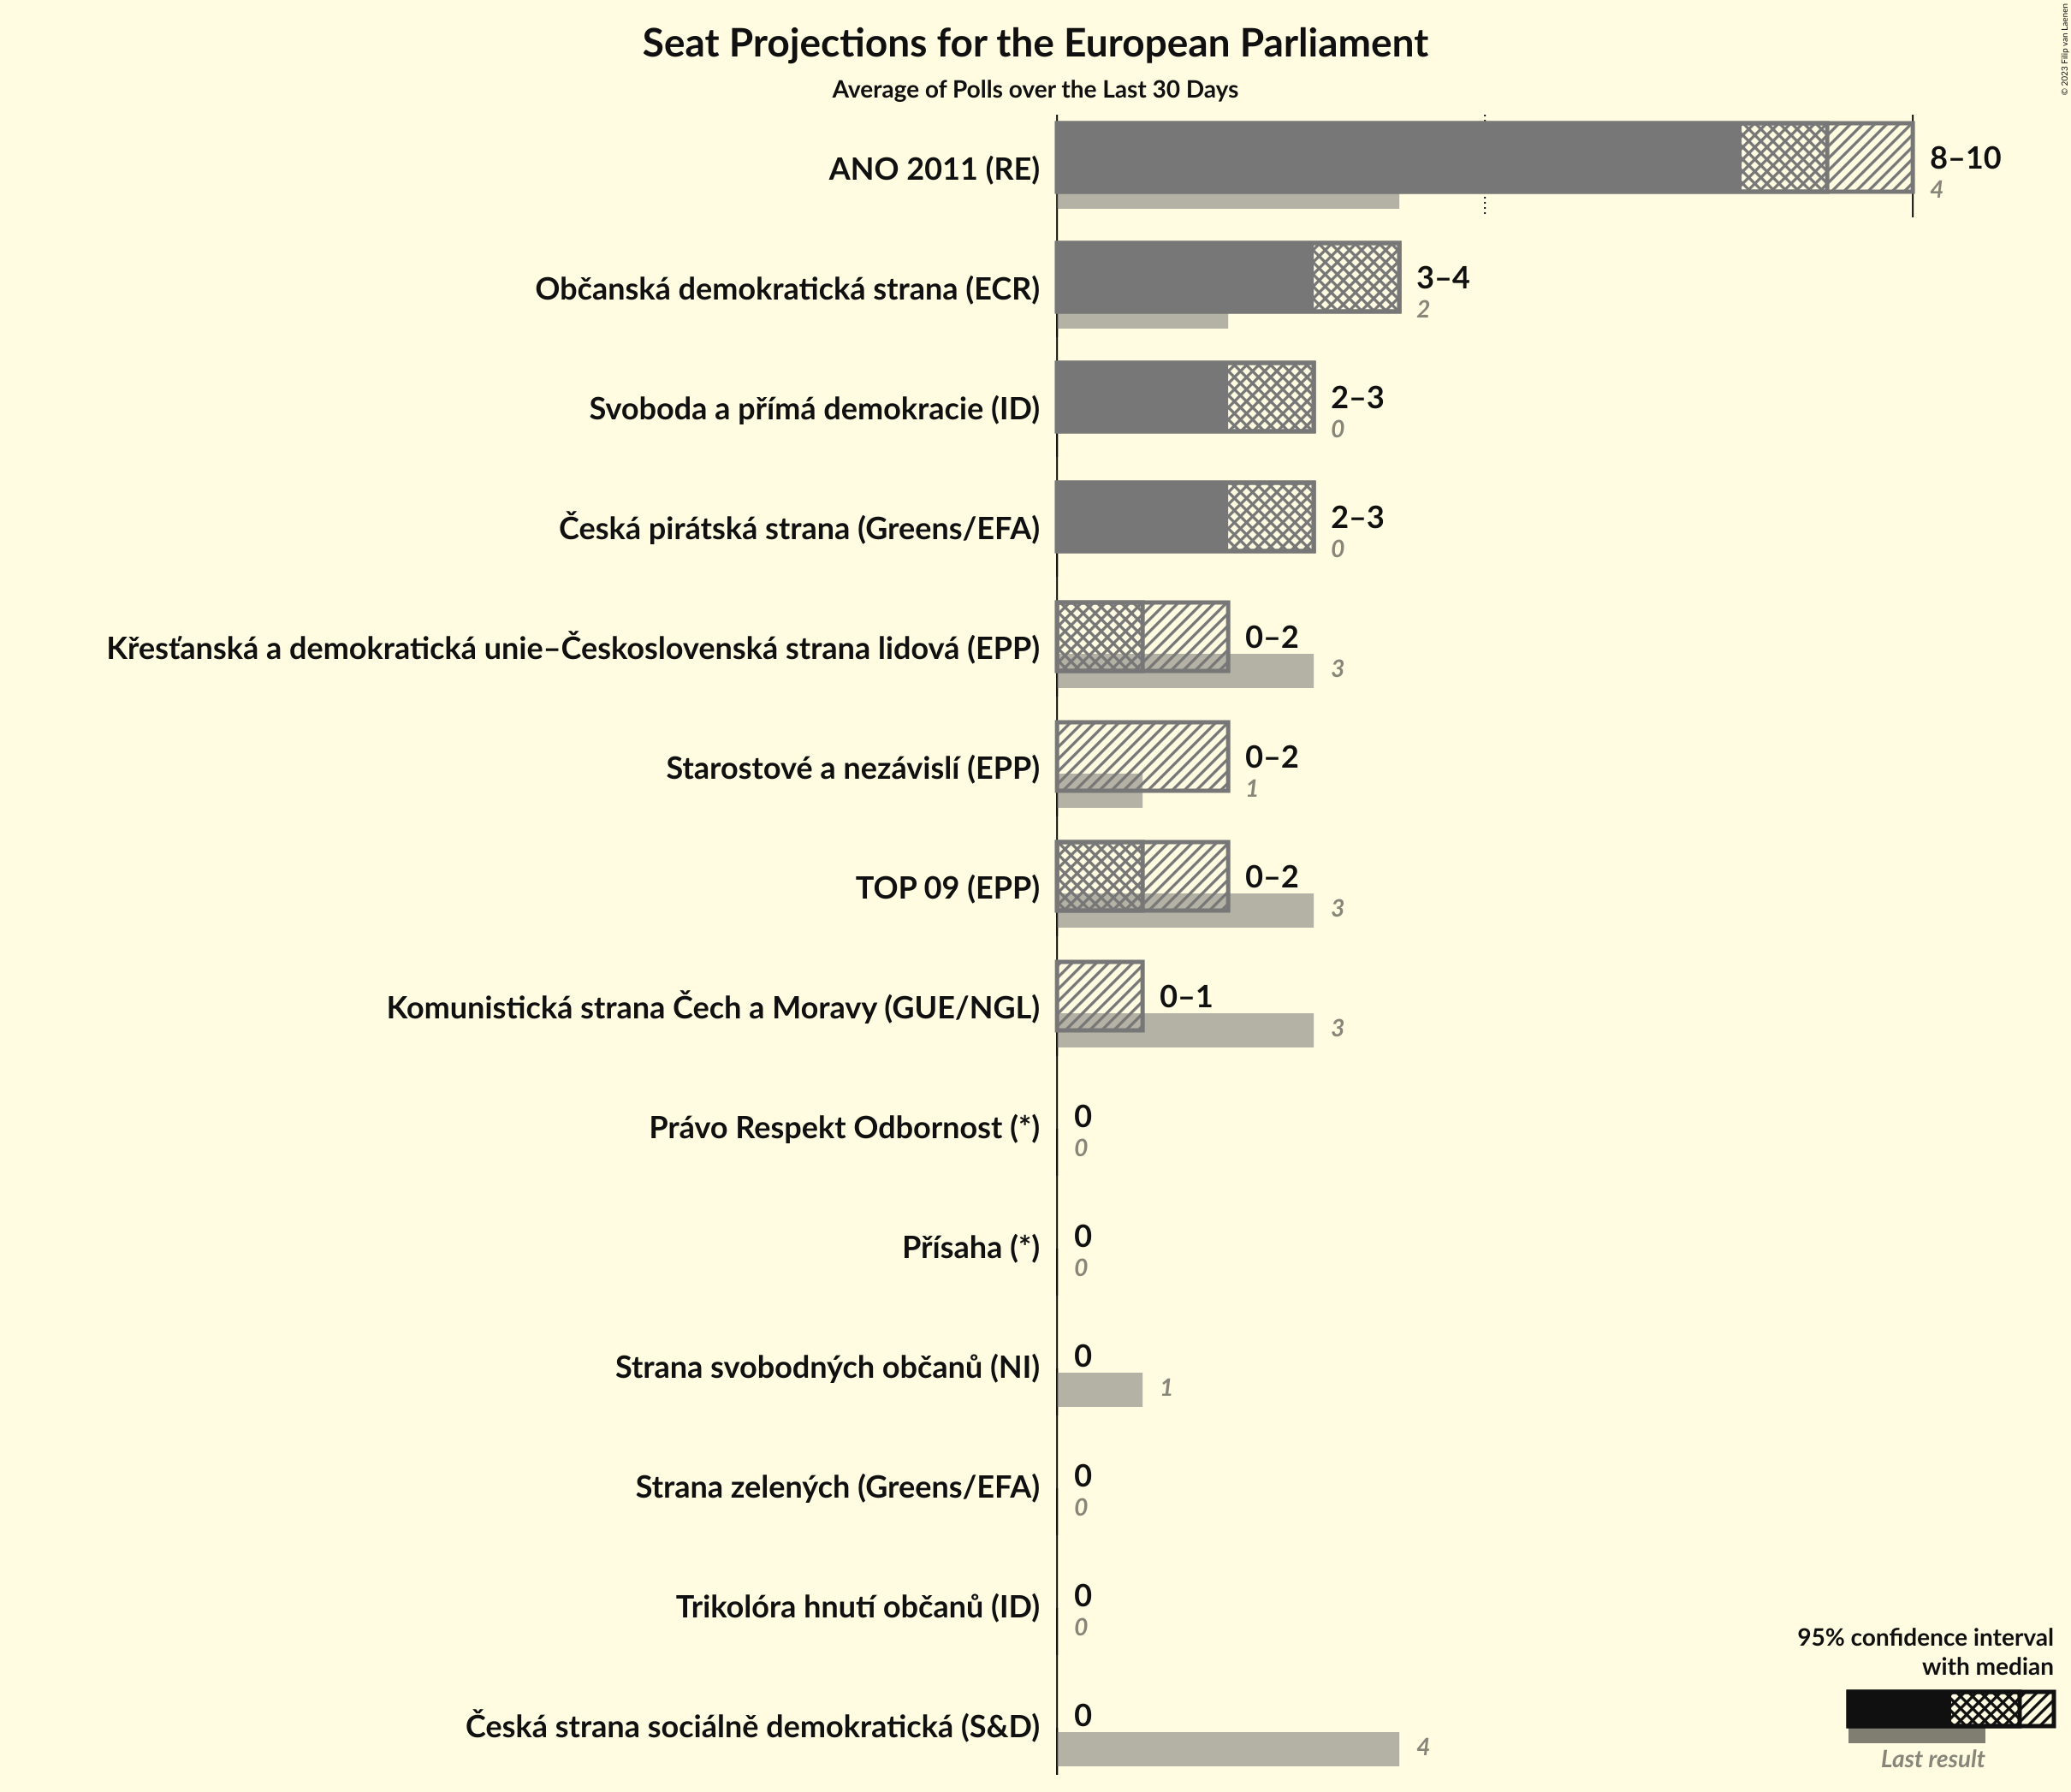 Seat Projections for the European Parliament
Average of Polls over the Last 30 Days
© 2023 Filip van Laenen
ANO 2011 (RE)
8–10
4
Občanská demokratická strana (ECR)
3–4
2
Svoboda a přímá demokracie (ID)
2–3
0
Česká pirátská strana (Greens/EFA)
2–3
0
Křesťanská a demokratická unie–Československá strana lidová (EPP)
0–2
3
Starostové a nezávislí (EPP)
0–2
1
TOP 09 (EPP)
0–2
3
Komunistická strana Čech a Moravy (GUE/NGL)
0–1
3
Právo Respekt Odbornost (*)
0
0
Přísaha (*)
0
0
Strana svobodných občanů (NI)
0
1
Strana zelených (Greens/EFA)
0
0
Trikolóra hnutí občanů (ID)
0
0
Česká strana sociálně demokratická (S&D)
0
4
95% confidence interval
with median
Last result